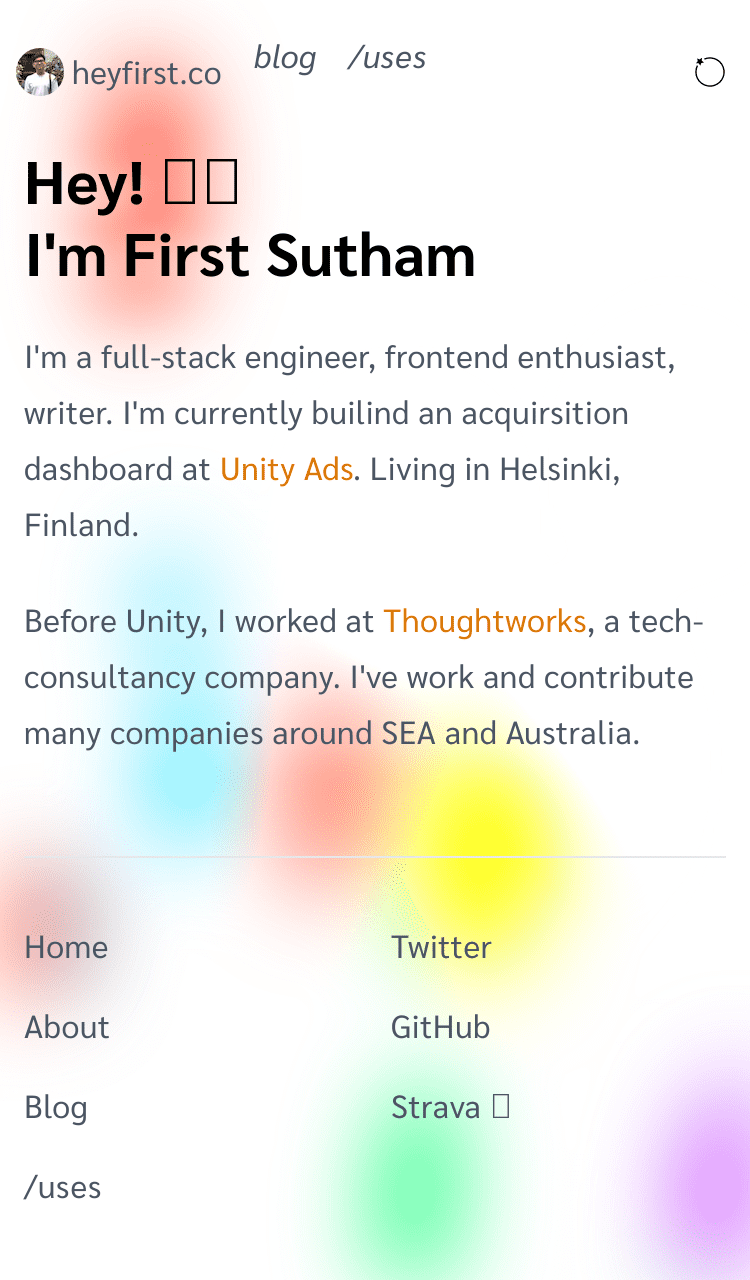 heyfirst.co blog /uses
Hey! 
I'm First Sutham
I'm a full-stack engineer, frontend enthusiast,
writer. I'm currently builind an acquirsition
dashboard at Unity Ads. Living in Helsinki,
Finland.
Before Unity, I worked at Thoughtworks, a tech-
consultancy company. I've work and contribute
many companies around SEA and Australia.
Home
Twitter
About
GitHub
Blog
Strava
/uses